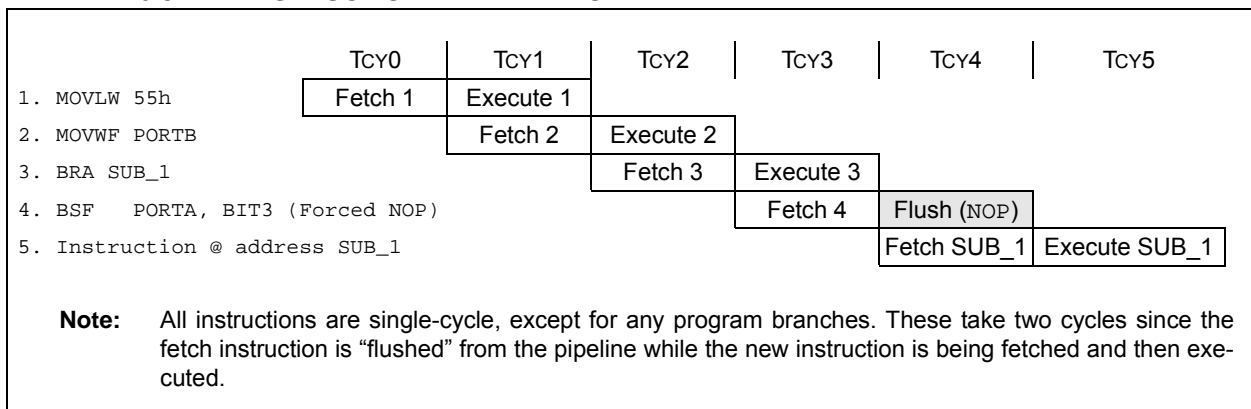 TCY0 TCY1 TCY2 TCY3 TCY4 TCY5
1. MOVLW 55h Fetch 1 Execute 1
2. MOVWF PORTB Fetch 2 Execute 2
3. BRA SUB_1 Fetch 3 Execute 3
4. BSF PORTA, BIT3 (Forced NOP) Fetch 4 Flush (NOP)
5. Instruction @ address SUB_1 Fetch SUB_1 Execute SUB_1
Note: All instructions are single-cycle, except for any program branches. These take two cycles since the
fetch instruction is “flushed” from the pipeline while the new instruction is being fetched and then exe-
cuted.